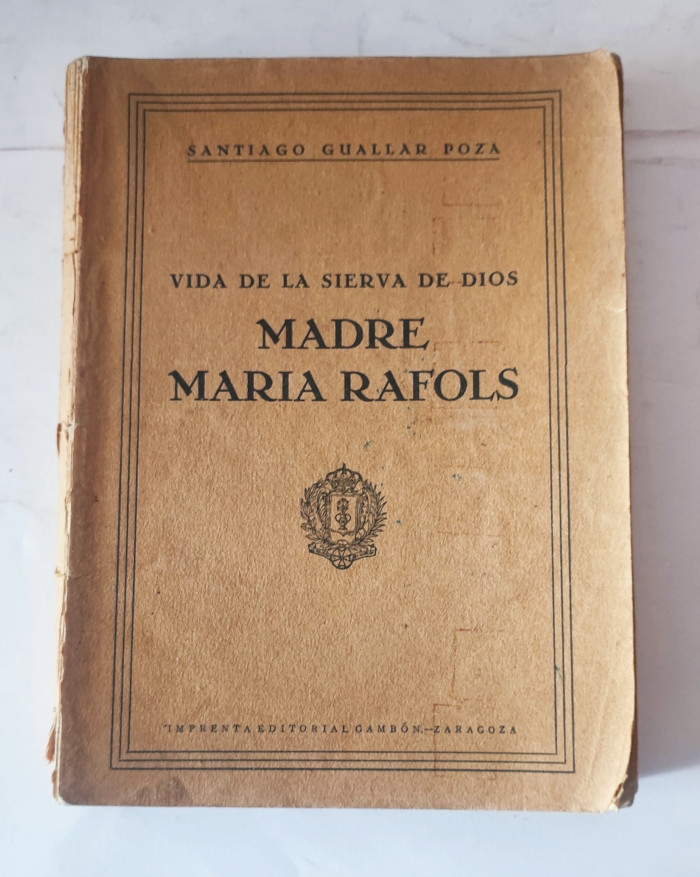 SANTIAGO GUALLAR POZA
VIDA DE LA SIERVA DE DIOS
MADRE
MARIA RAFOLS
IMPRENTA EDITORIAL GAMBÓN.—ZARAGOZA